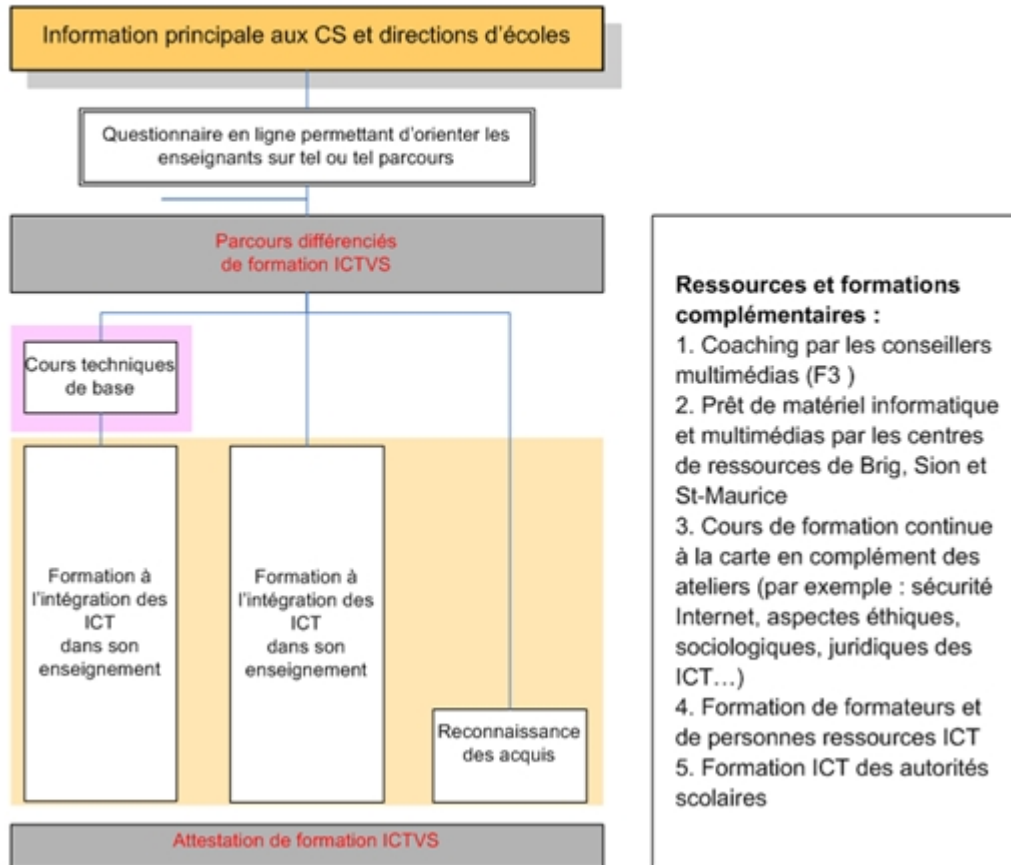 Information principale aux CS et directions d'écoles
Questionnaire en ligne permettant d'orienter les
enseignants sur tel ou tel parcours
Parcours différenciés
de formation ICTVS
Cours techniques
de base
Formation à
l'intégration des
ICT
dans son
enseignement
Formation à
l'intégration des
ICT
dans son
enseignement
Reconnaissance
des acquis
Attestation de formation ICTVS
Ressources et formations
complémentaires :
1. Coaching par les conseillers
multimédias (F3 )
2. Prêt de matériel informatique
et multimédias par les centres
de ressources de Brig, Sion et
St-Maurice
3. Cours de formation continue
à la carte en complément des
ateliers (par exemple : sécurité
Internet, aspectes éthiques,
sociologiques, juridiques des
ICT…)
4. Formation de formateurs et
de personnes ressources ICT
5. Formation ICT des autorités
scolaires